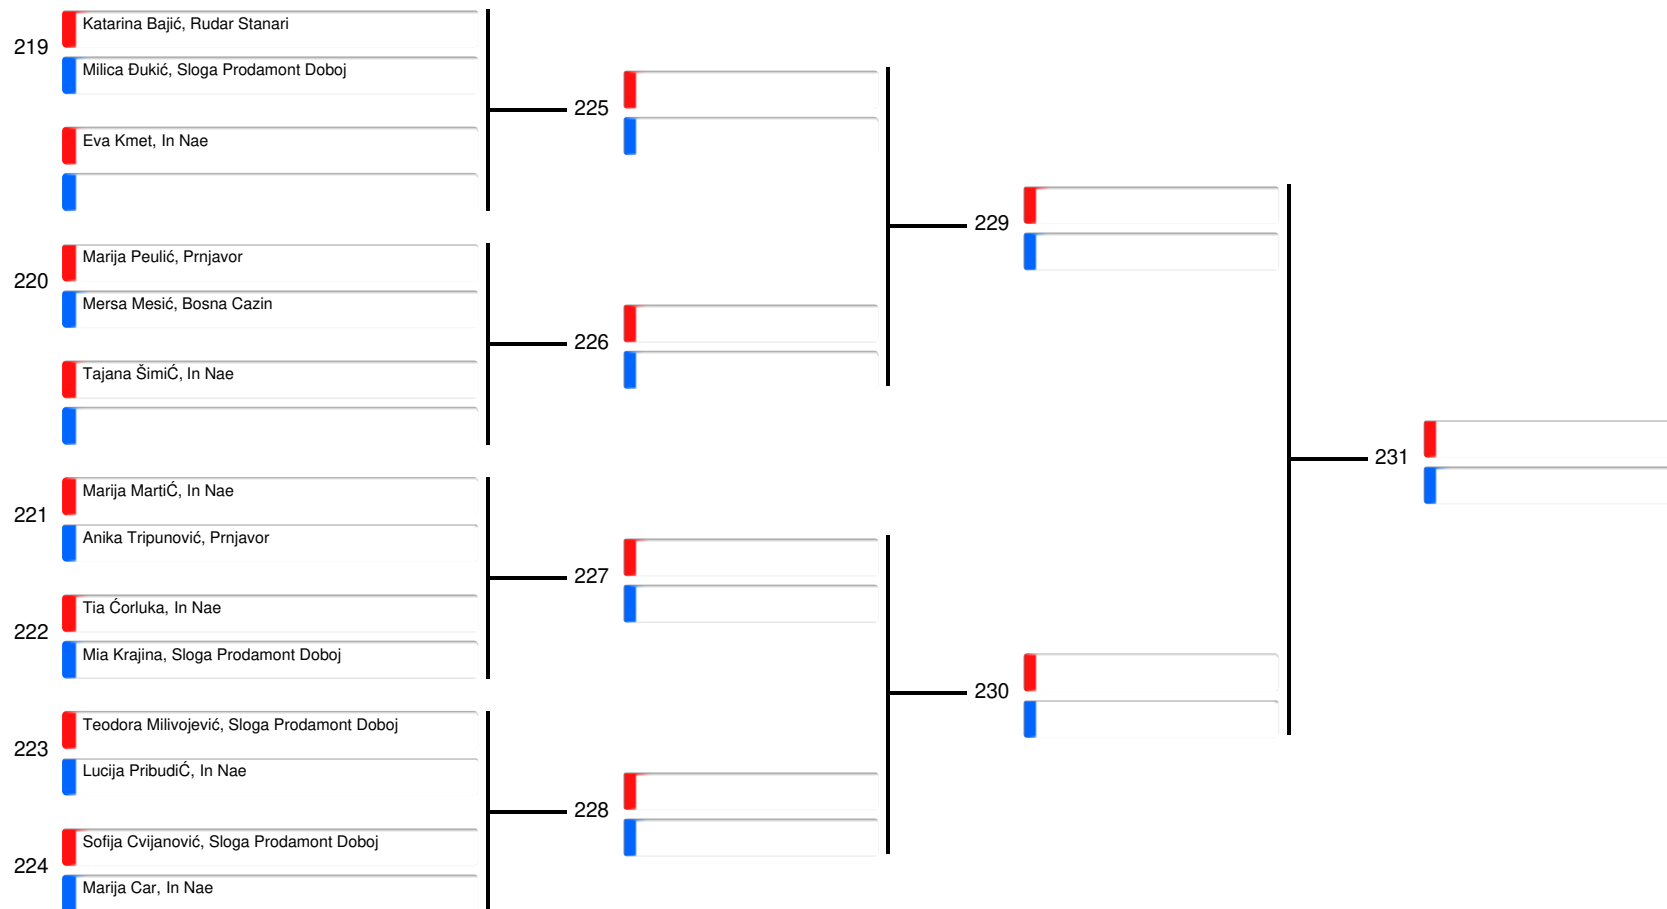 219
Katarina Bajić, Rudar Stanari
Milica Đukić, Sloga Prodamont Doboj
Eva Kmet, In Nae
225
220
Marija Peulić, Prnjavor
Mersa Mesić, Bosna Cazin
Tajana ŠimiĆ, In Nae
226
229
221
Marija MartiĆ, In Nae
Anika Tripunović, Prnjavor
227
222
Tia Ćorluka, In Nae
Mia Krajina, Sloga Prodamont Doboj
223
Teodora Milivojević, Sloga Prodamont Doboj
Lucija PribudiĆ, In Nae
228
224
Sofija Cvijanović, Sloga Prodamont Doboj
Marija Car, In Nae
230
231